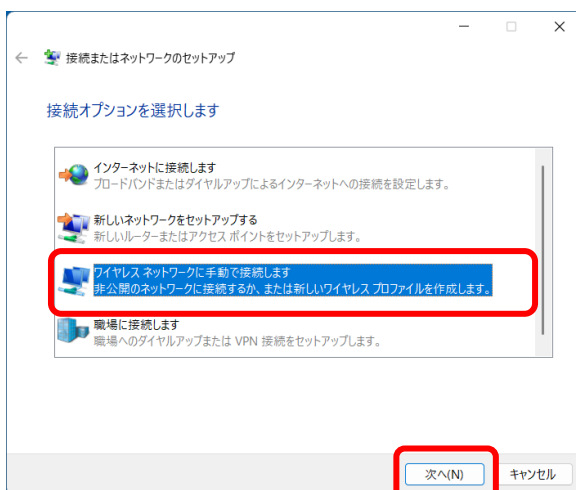 接続またはネットワークのセットアップ
接続オプションを選択します
インターネットに接続します
ブロードバンドまたはダイヤルアップによるインターネットへの接続を設定します。
新しいネットワークをセットアップする
新しいルーターまたはアクセス ポイントをセットアップします。
ワイヤレス ネットワークに手動で接続します
非公開のネットワークに接続するか、または新しいワイヤレス プロファイルを作成します。
職場に接続します
職場へのダイヤルアップまたは VPN 接続をセットアップします。
次へ(N) キャンセル